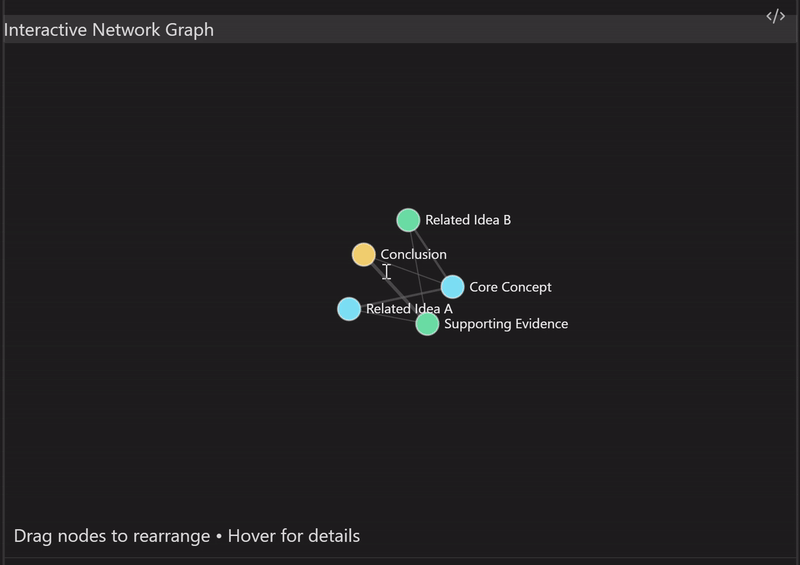 </>
Interactive Network Graph
Related Idea B
Conclusion
Core Concept
Related Idea A
Supporting Evidence
Drag nodes to rearrange • Hover for details